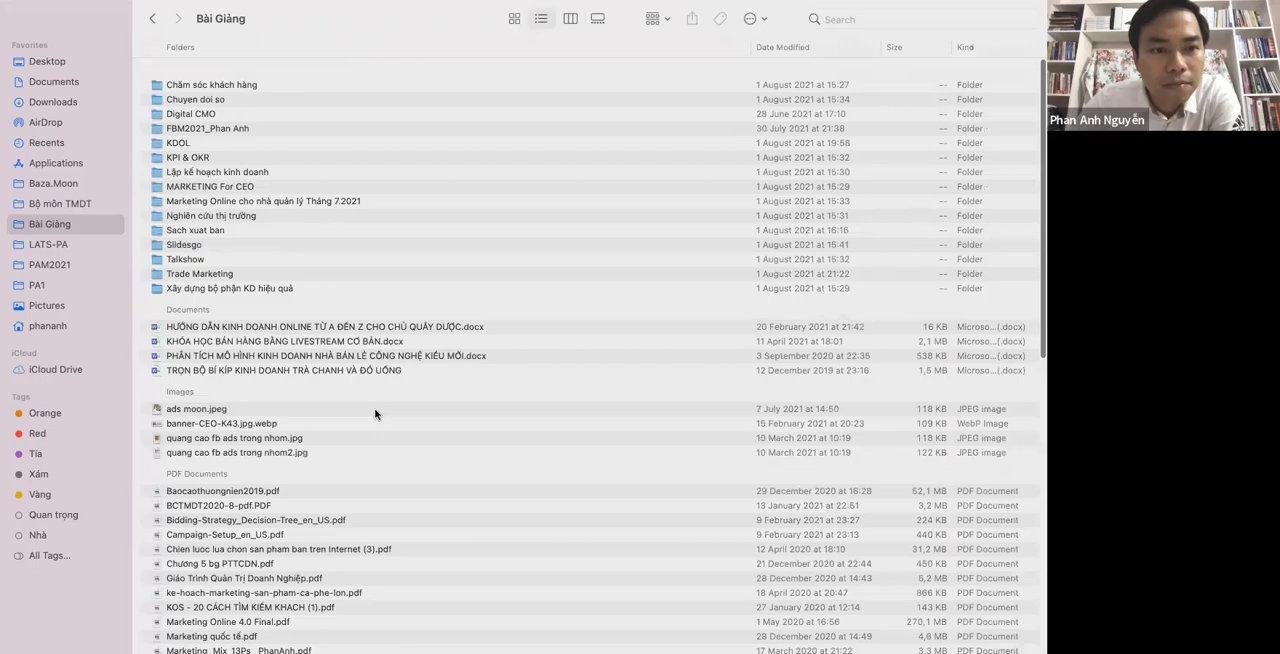 Bài Giảng
Search
Favorites
Desktop
Documents
Downloads
AirDrop
Recents
Applications
Baza.Moon
Bộ môn TMDT
Bài Giảng
LATS-PA
PAM2021
PA1
Pictures
phananh
iCloud
iCloud Drive
Tags
Orange
Red
Tía
Xám
Vàng
Quan trọng
Nhà
All Tags...
Folders Date Modified Size Kind
Chăm sóc khách hàng 1 August 2021 at 15:27 -- Folder
Chuyen doi so 1 August 2021 at 15:34 -- Folder
Digital CMO 28 June 2021 at 17:10 -- Folder
FBM2021_Phan Anh 30 July 2021 at 21:38 -- Folder
KDOL 1 August 2021 at 19:58 -- Folder
KPI & OKR 1 August 2021 at 15:32 -- Folder
Lập kế hoạch kinh doanh 1 August 2021 at 15:30 -- Folder
MARKETING For CEO 1 August 2021 at 15:29 -- Folder
Marketing Online cho nhà quản lý Tháng 7.2021 1 August 2021 at 15:33 -- Folder
Nghiên cứu thị trường 1 August 2021 at 15:31 -- Folder
Sach xuat ban 1 August 2021 at 16:16 -- Folder
Slidesgo 1 August 2021 at 15:41 -- Folder
Talkshow 1 August 2021 at 15:32 -- Folder
Trade Marketing 1 August 2021 at 21:22 -- Folder
Xây dựng bộ phận KD hiệu quả 1 August 2021 at 15:29 -- Folder
Documents
HƯỚNG DẪN KINH DOANH ONLINE TỪ A ĐẾN Z CHO CHỦ QUẦY DƯỢC.docx 20 February 2021 at 21:42 16 KB Microso...(.docx)
KHÓA HỌC BÁN HÀNG BẰNG LIVESTREAM CƠ BẢN.docx 11 April 2021 at 18:01 2,1 MB Microso...(.docx)
PHÂN TÍCH MÔ HÌNH KINH DOANH NHÀ BÁN LẺ CÔNG NGHỆ KIỂU MỚI.docx 3 September 2020 at 22:35 538 KB Microso...(.docx)
TRỌN BỘ BÍ KÍP KINH DOANH TRÀ CHANH VÀ ĐỒ UỐNG 12 December 2019 at 23:16 1,5 MB Microso...(.docx)
Images
ads moon.jpeg 7 July 2021 at 14:50 118 KB JPEG image
banner-CEO-K43.jpg.webp 15 February 2021 at 20:23 109 KB WebP Image
quang cao fb ads trong nhom.jpg 10 March 2021 at 10:19 118 KB JPEG image
quang cao fb ads trong nhom2.jpg 10 March 2021 at 10:19 122 KB JPEG image
PDF Documents
Baocaothuongnien2019.pdf 29 December 2020 at 16:28 52,1 MB PDF Document
BCTMDT2020-8-pdf.PDF 13 January 2021 at 22:51 3,2 MB PDF Document
Bidding-Strategy_Decision-Tree_en_US.pdf 9 February 2021 at 23:27 224 KB PDF Document
Campaign-Setup_en_US.pdf 9 February 2021 at 23:13 440 KB PDF Document
Chien luoc lua chon san pham ban tren Internet (3).pdf 12 April 2020 at 18:10 31,2 MB PDF Document
Chương 5 bg PTTCDN.pdf 21 December 2020 at 22:44 450 KB PDF Document
Giáo Trình Quản Trị Doanh Nghiệp.pdf 28 December 2020 at 14:43 5,2 MB PDF Document
ke-hoach-marketing-san-pham-ca-phe-lon.pdf 18 April 2020 at 20:47 866 KB PDF Document
KOS - 20 CÁCH TÌM KIẾM KHACH (1).pdf 27 January 2020 at 12:14 143 KB PDF Document
Marketing Online 4.0 Final.pdf 1 May 2020 at 16:56 270,1 MB PDF Document
Marketing quốc tế.pdf 28 December 2020 at 14:49 4,6 MB PDF Document
Marketing_Mix_13Ps_ PhanAnh.pdf 17 March 2020 at 21:22 3,3 MB PDF Document
Phan Anh Nguyễn